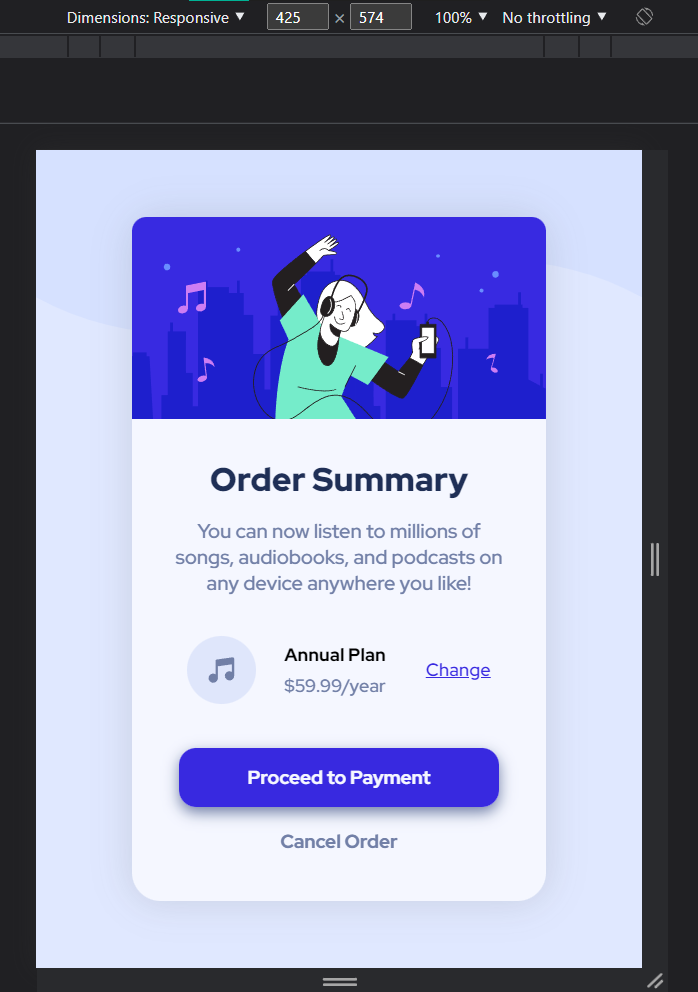 Dimensions: Responsive ▼ 425 × 574 100% ▼ No throttling ▼
Order Summary
You can now listen to millions of
songs, audiobooks, and podcasts on
any device anywhere you like!
Annual Plan
$59.99/year
Change
Proceed to Payment
Cancel Order